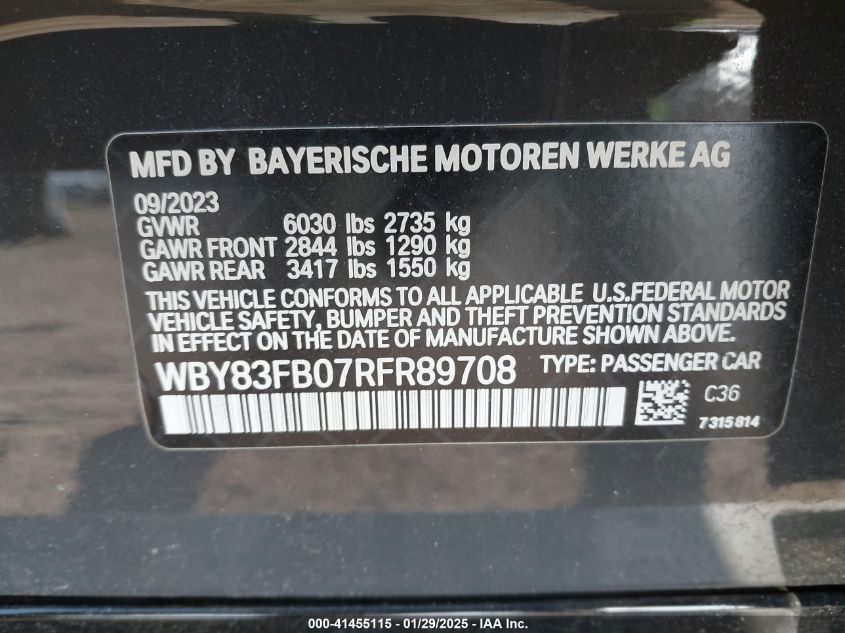 MFD BY BAYERISCHE MOTOREN WERKE AG
09/2023
GVWR 6030 lbs 2735 kg
GAWR FRONT 2844 lbs 1290 kg
GAWR REAR 3417 lbs 1550 kg
THIS VEHICLE CONFORMS TO ALL APPLICABLE U.S.FEDERAL MOTOR
VEHICLE SAFETY, BUMPER AND THEFT PREVENTION STANDARDS
IN EFFECT ON THE DATE OF MANUFACTURE SHOWN ABOVE.
WBY83FB07RFR89708 TYPE: PASSENGER CAR
C36
7315814
000-41455115 - 01/29/2025 - © IAA, Inc.